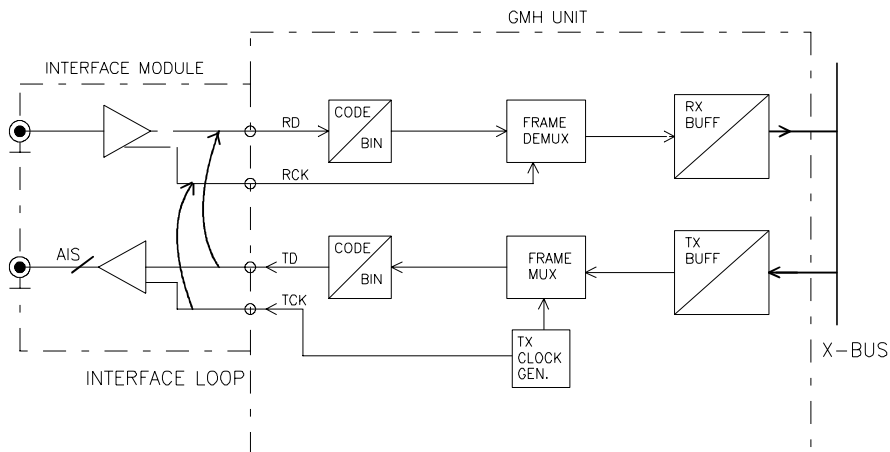 GMH UNIT
INTERFACE MODULE
RD
CODE
BIN
FRAME
DEMUX
RX
BUFF
RCK
AIS
TD
CODE
BIN
FRAME
MUX
TX
BUFF
TCK
TX
CLOCK
GEN.
X-BUS
INTERFACE LOOP